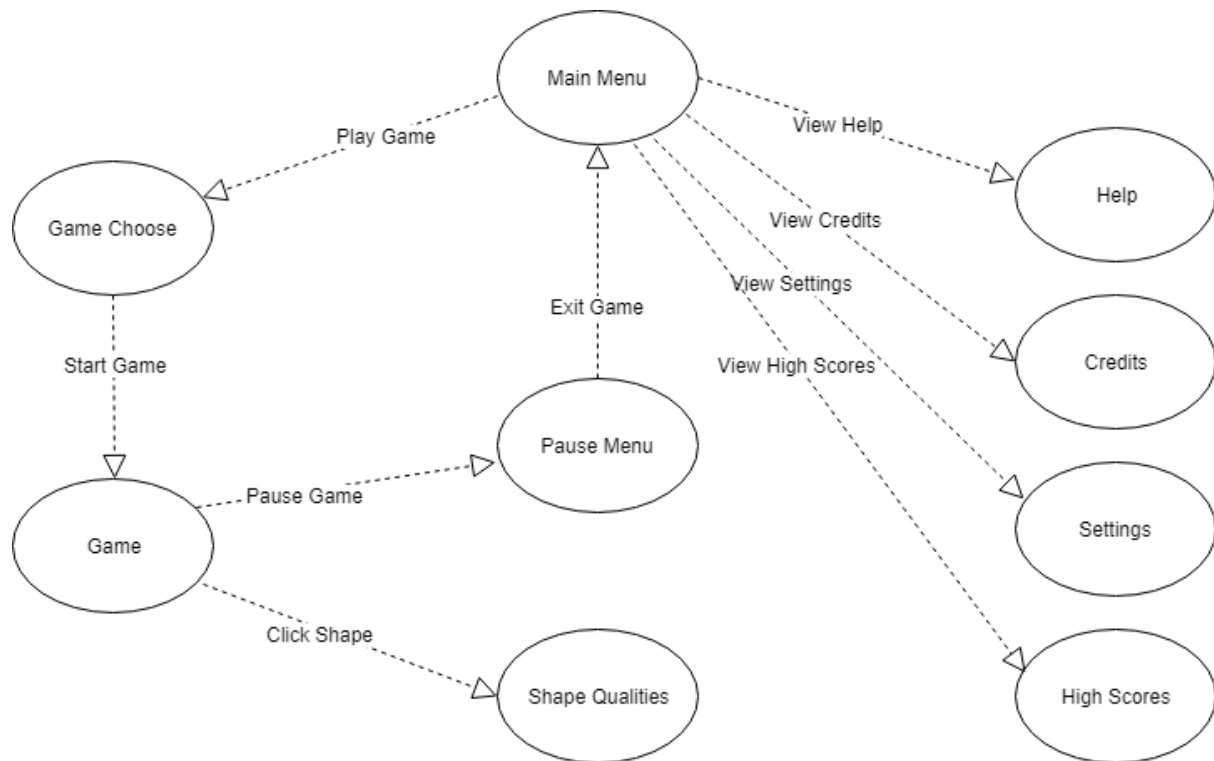 Main Menu
View Help
Play Game
Help
View Credits
Game Choose
View Settings
Exit Game
Start Game
View High Scores
Credits
Pause Menu
Pause Game
Settings
Game
Click Shape
Shape Qualities
High Scores